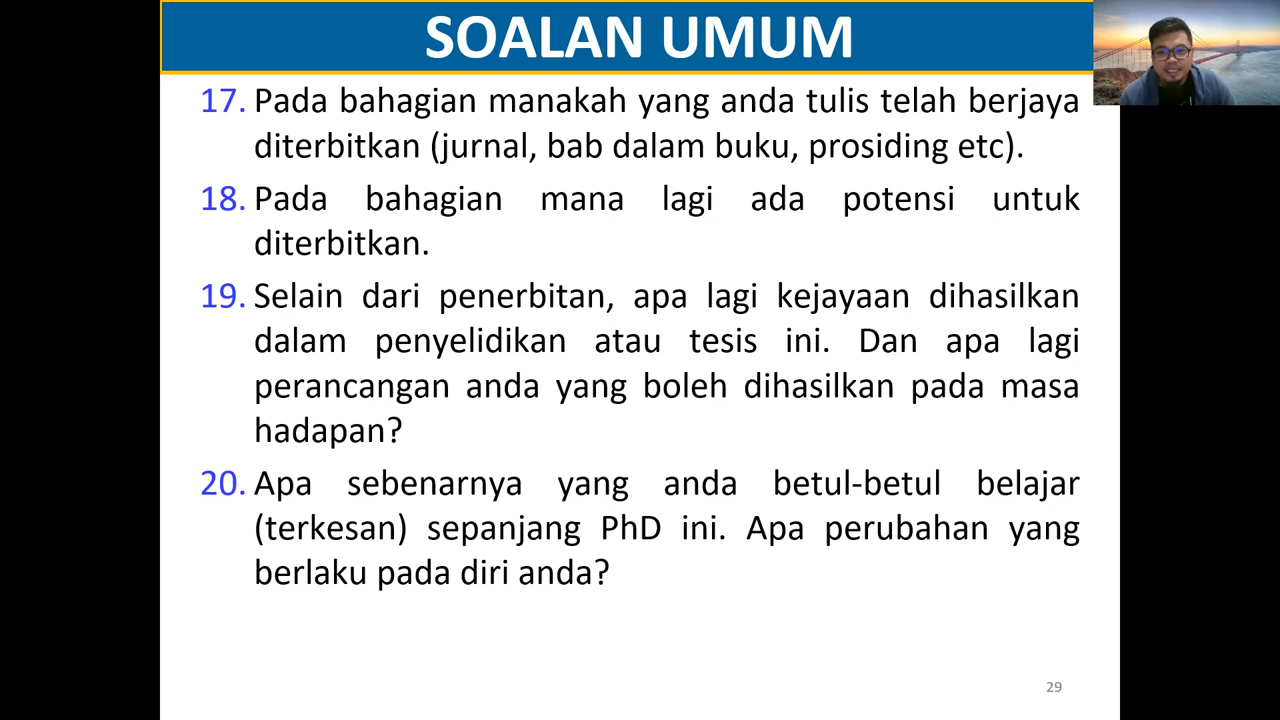 SOALAN UMUM
17. Pada bahagian manakah yang anda tulis telah berjaya
diterbitkan (jurnal, bab dalam buku, prosiding etc).
18. Pada bahagian mana lagi ada potensi untuk
diterbitkan.
19. Selain dari penerbitan, apa lagi kejayaan dihasilkan
dalam penyelidikan atau tesis ini. Dan apa lagi
perancangan anda yang boleh dihasilkan pada masa
hadapan?
20. Apa sebenarnya yang anda betul-betul belajar
(terkesan) sepanjang PhD ini. Apa perubahan yang
berlaku pada diri anda?
29